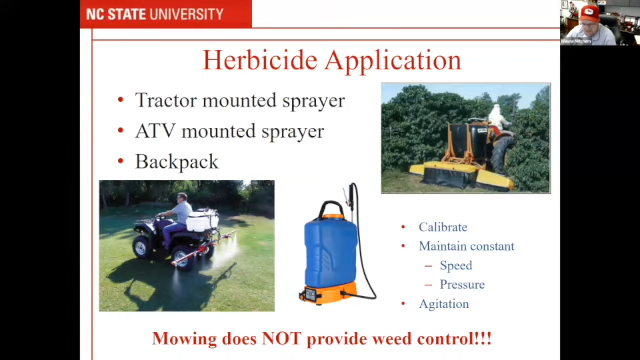 NC STATE UNIVERSITY
Herbicide Application
• Tractor mounted sprayer
• ATV mounted sprayer
• Backpack
• Calibrate
• Maintain constant
– Speed
– Pressure
• Agitation
Mowing does NOT provide weed control!!!